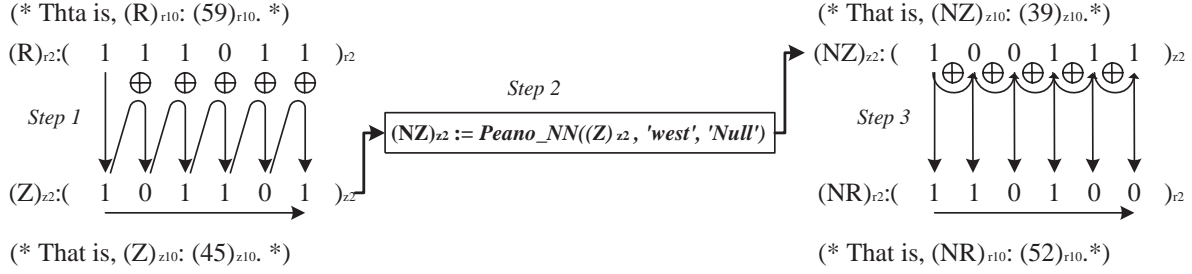 (* Thta is, (R)r10: (59)r10. *)
(R)r2:( 1 1 1 0 1 1 )r2
⊕ ⊕ ⊕ ⊕ ⊕
Step 1
(Z)z2:( 1 0 1 1 0 1 )z2
(* That is, (Z)z10: (45)z10. *)
Step 2
(NZ)z2 := Peano_NN((Z) z2 , 'west', 'Null')
(* That is, (NZ)z10: (39)z10.*)
(NZ)z2: ( 1 0 0 1 1 1 )z2
⊕ ⊕ ⊕ ⊕ ⊕
Step 3
(NR)r2:( 1 1 0 1 0 0 )r2
(* That is, (NR)r10: (52)r10.*)